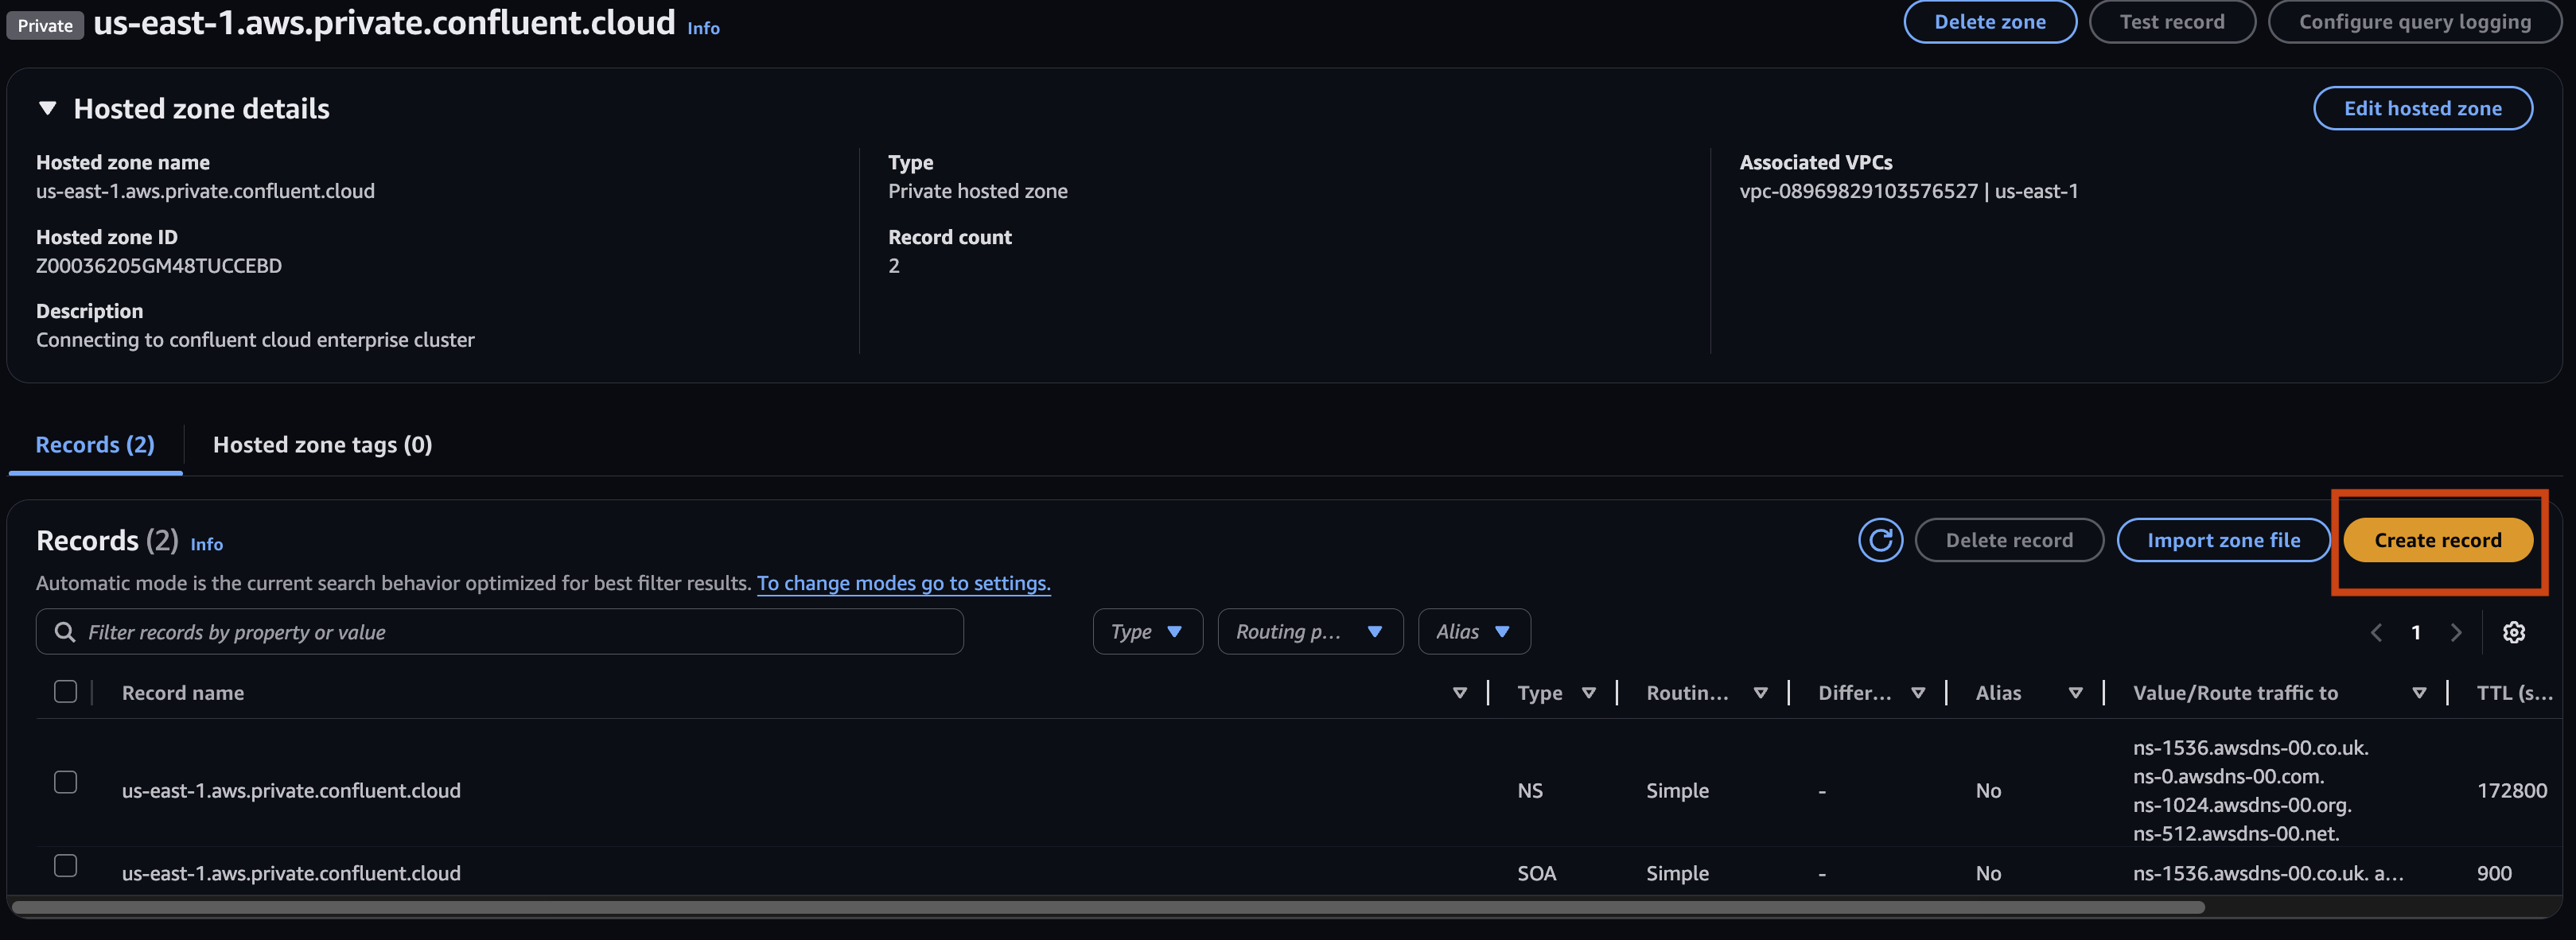 Private us-east-1.aws.private.confluent.cloud Info
Delete zone Test record Configure query logging
Hosted zone details
Edit hosted zone
Hosted zone name
us-east-1.aws.private.confluent.cloud
Hosted zone ID
Z00036205GM48TUCCEBD
Description
Connecting to confluent cloud enterprise cluster
Type
Private hosted zone
Record count
2
Associated VPCs
vpc-08969829103576527 | us-east-1
Records (2) Hosted zone tags (0)
Records (2) Info
Delete record Import zone file Create record
Automatic mode is the current search behavior optimized for best filter results. To change modes go to settings.
Filter records by property or value Type Routing p... Alias 1
Record name Type Routin... Differ... Alias Value/Route traffic to TTL (s...
us-east-1.aws.private.confluent.cloud NS Simple - No
ns-1536.awsdns-00.co.uk.
ns-0.awsdns-00.com.
ns-1024.awsdns-00.org.
ns-512.awsdns-00.net.
172800
us-east-1.aws.private.confluent.cloud SOA Simple - No ns-1536.awsdns-00.co.uk. a... 900